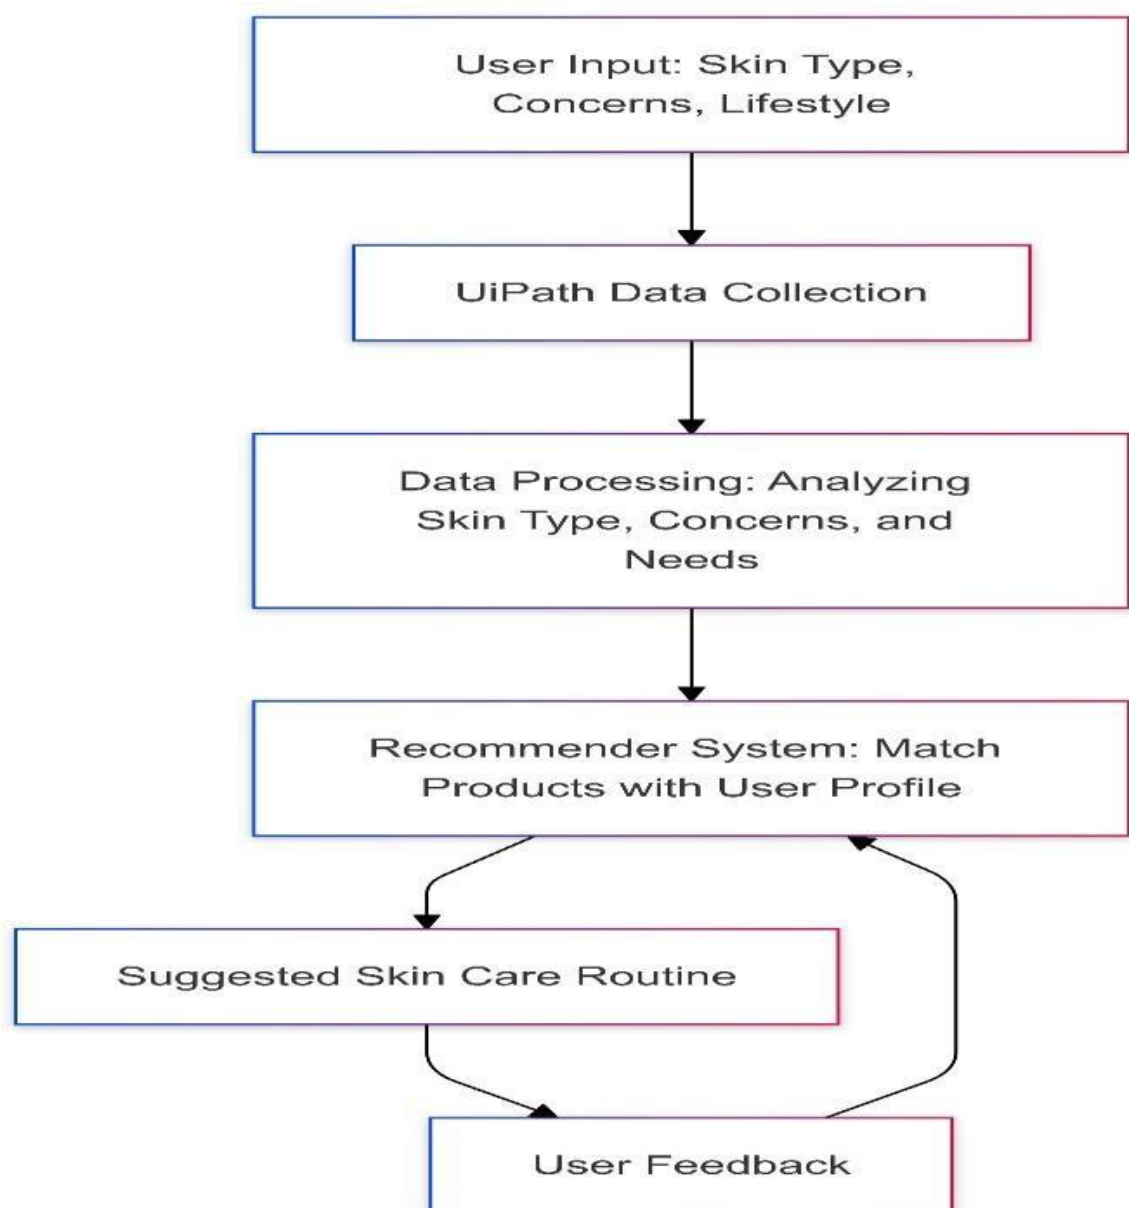 User Input: Skin Type,
Concerns, Lifestyle
UiPath Data Collection
Data Processing: Analyzing
Skin Type, Concerns, and
Needs
Recommender System: Match
Products with User Profile
Suggested Skin Care Routine
User Feedback